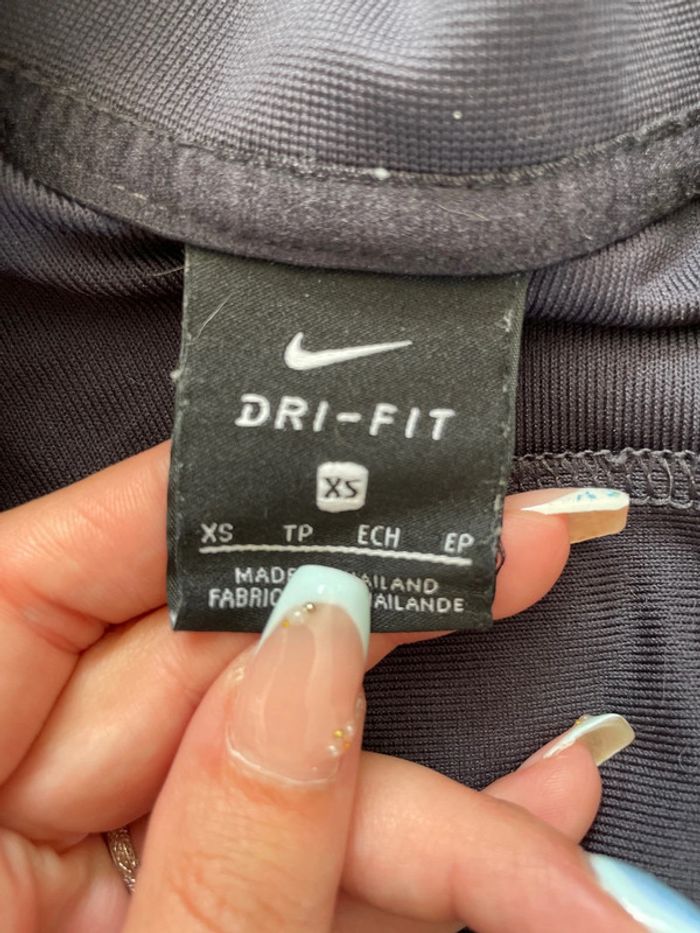 DRI-FIT
XS
XS TP ECH EP
MADE